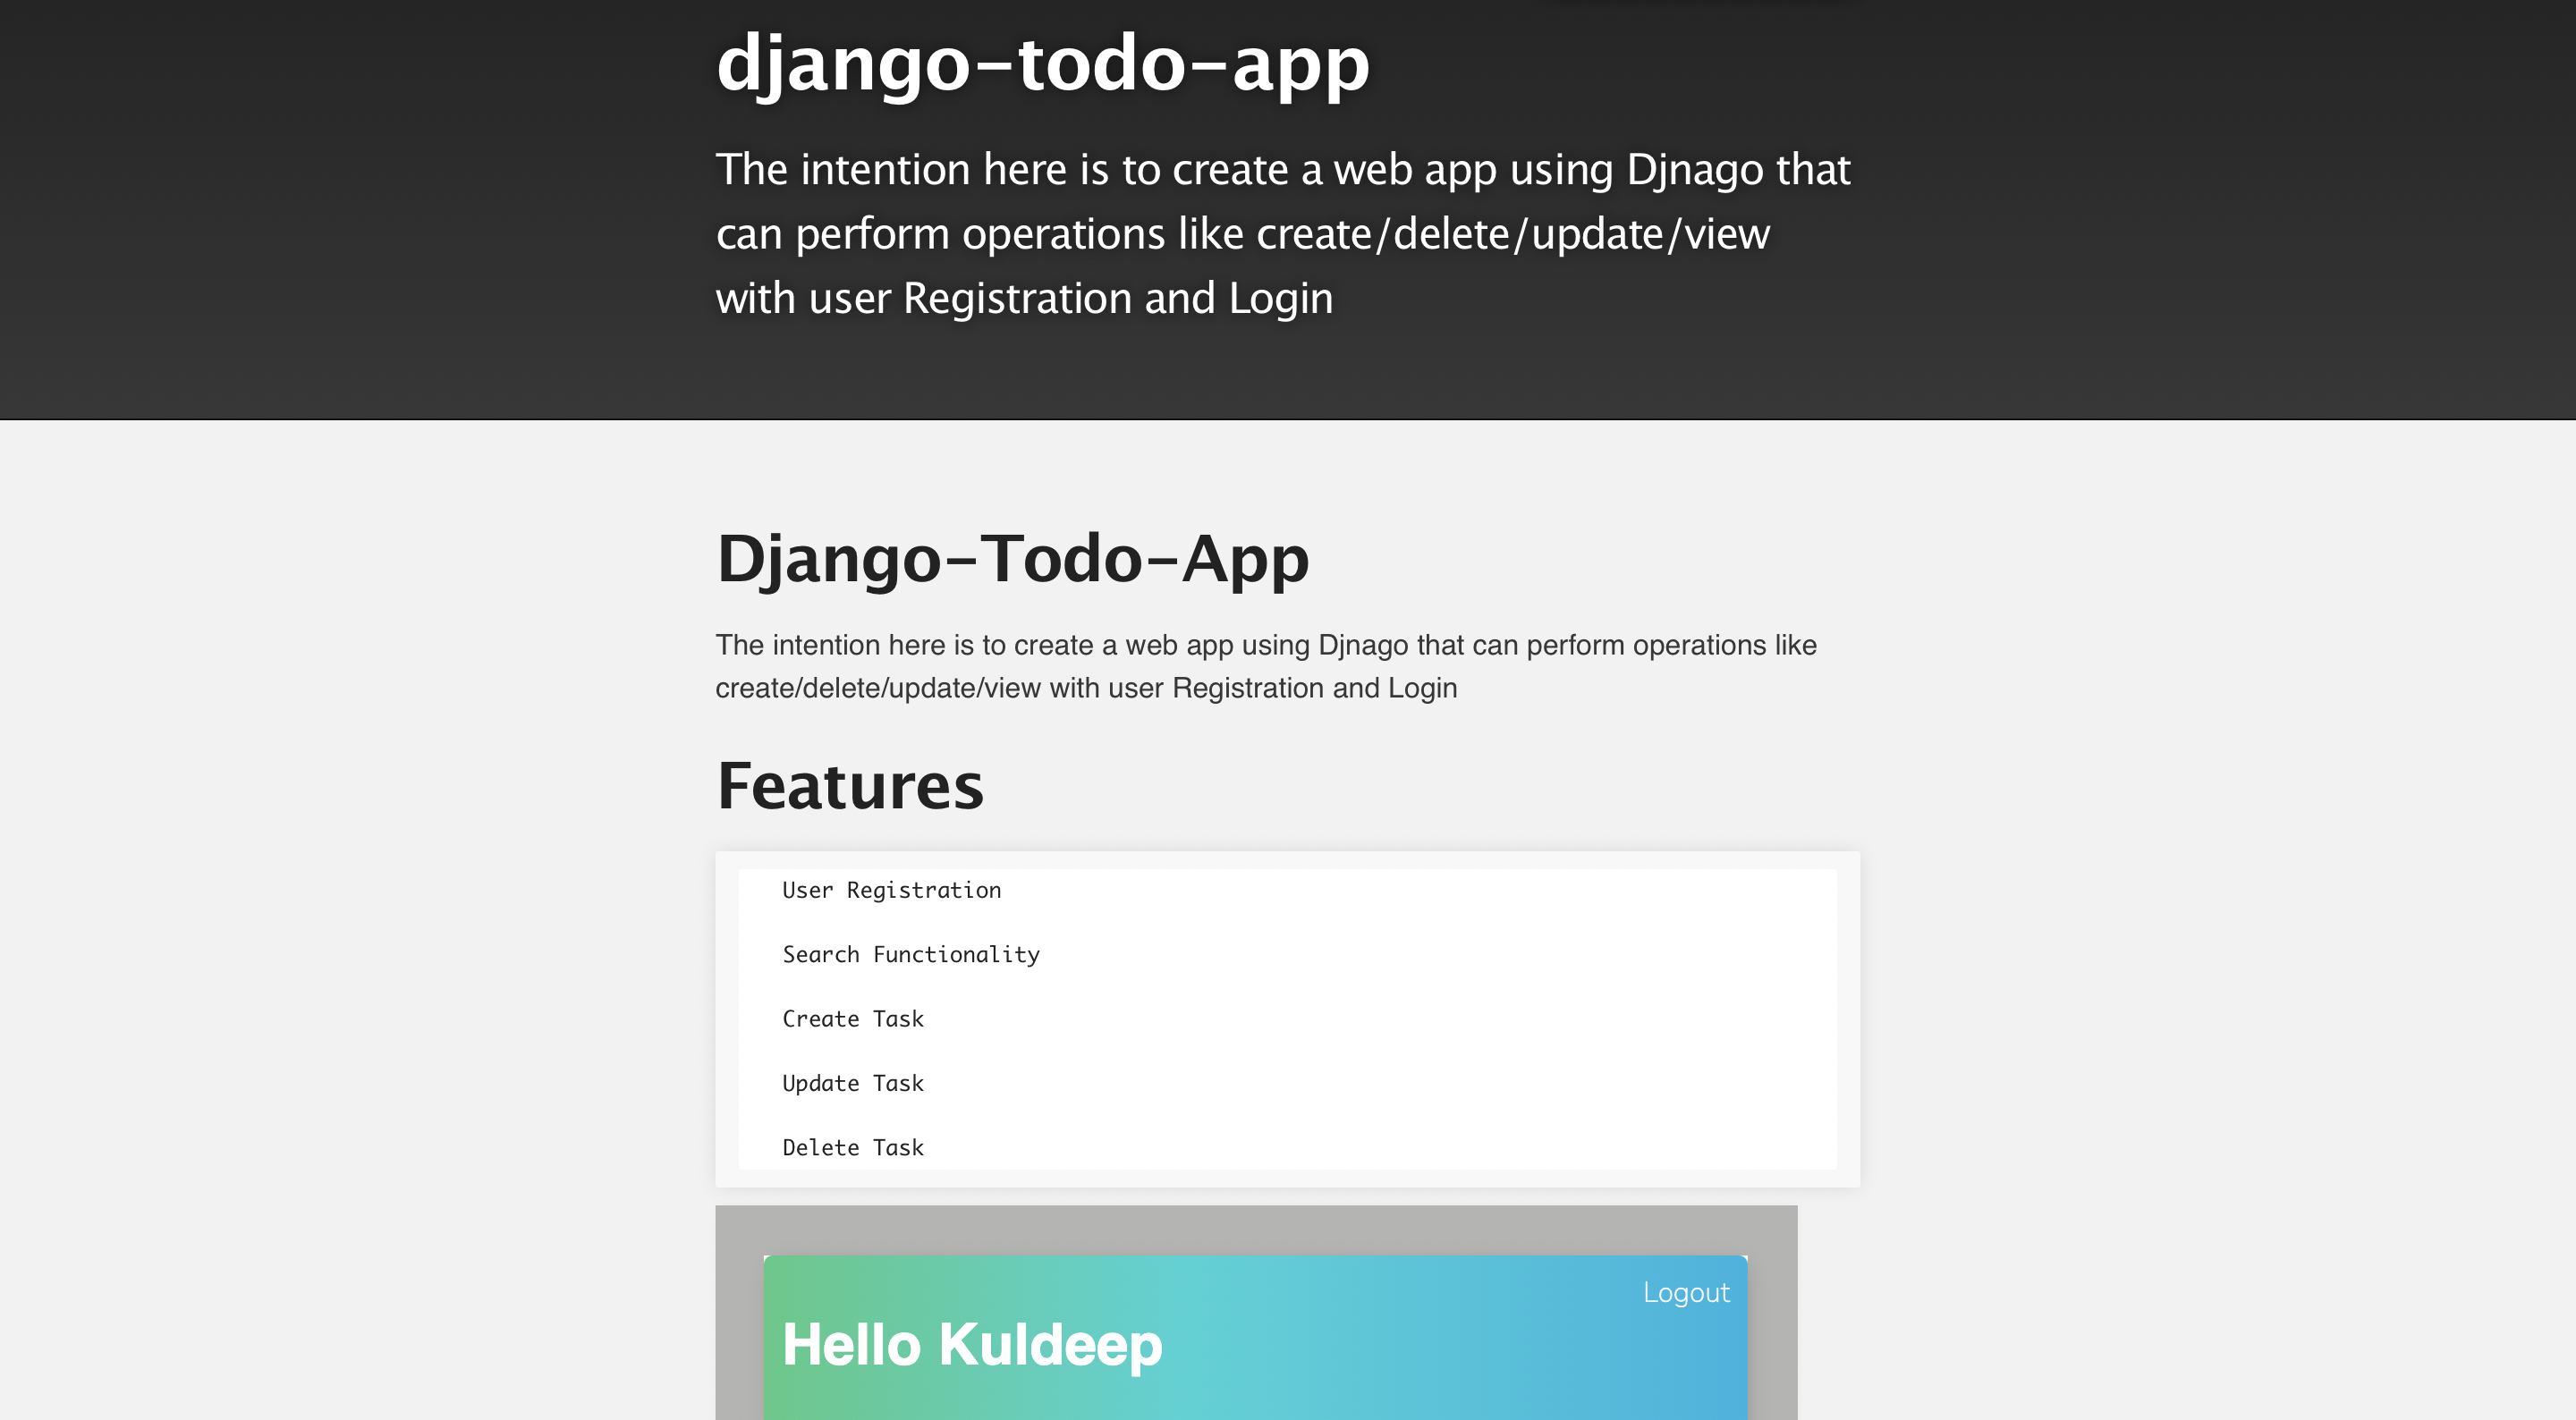 django-todo-app
The intention here is to create a web app using Djnago that
can perform operations like create/delete/update/view
with user Registration and Login
Django-Todo-App
The intention here is to create a web app using Djnago that can perform operations like
create/delete/update/view with user Registration and Login
Features
User Registration
Search Functionality
Create Task
Update Task
Delete Task
Logout
Hello Kuldeep